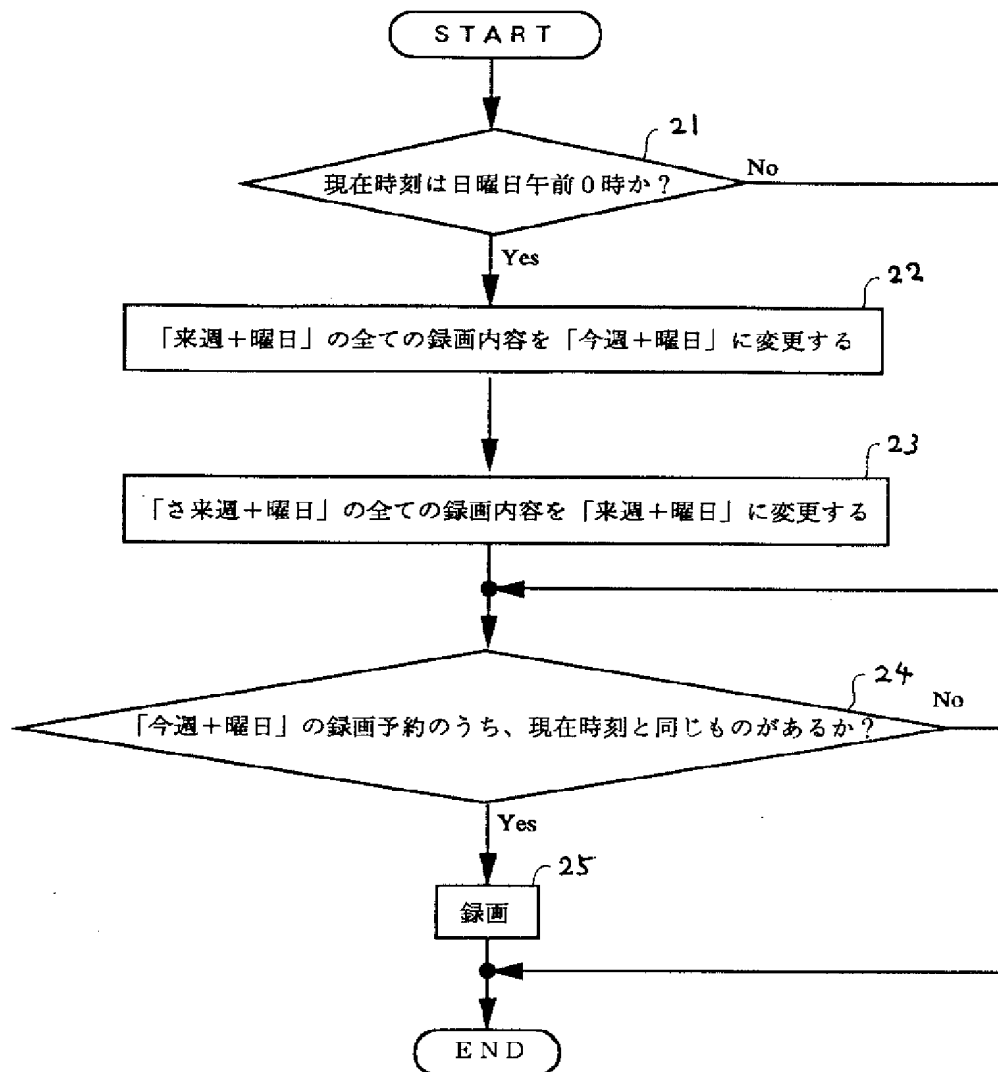 START
21
現在時刻は日曜日午前0時か？
No
Yes
22
「来週＋曜日」の全ての録画内容を「今週＋曜日」に変更する
23
「さ来週＋曜日」の全ての録画内容を「来週＋曜日」に変更する
24
No
「今週＋曜日」の録画予約のうち、現在時刻と同じものがあるか？
Yes
25
録画
END